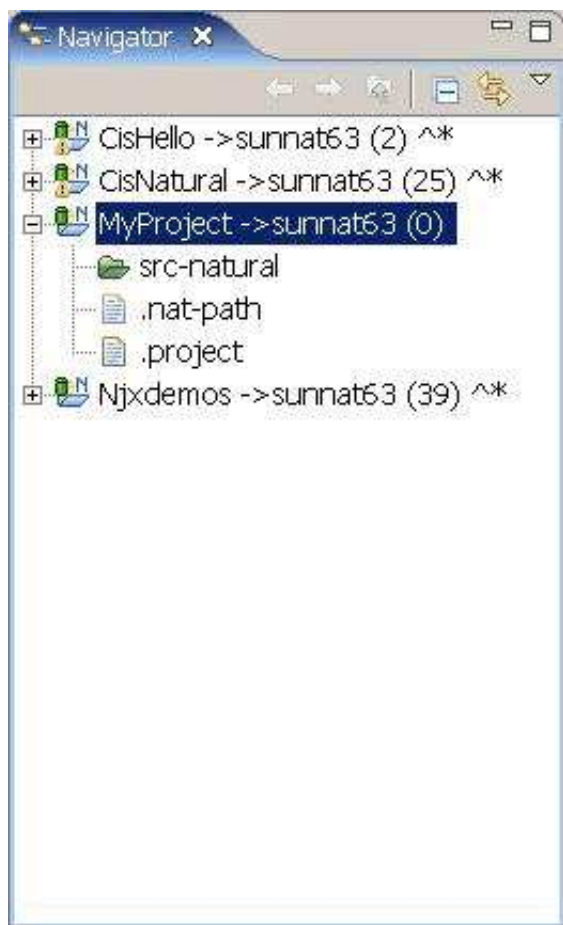 Navigator
CisHello ->sunnat63 (2) ^*
CisNatural ->sunnat63 (25) ^*
MyProject ->sunnat63 (0)
src-natural
.nat-path
.project
Njxdemos ->sunnat63 (39) ^*